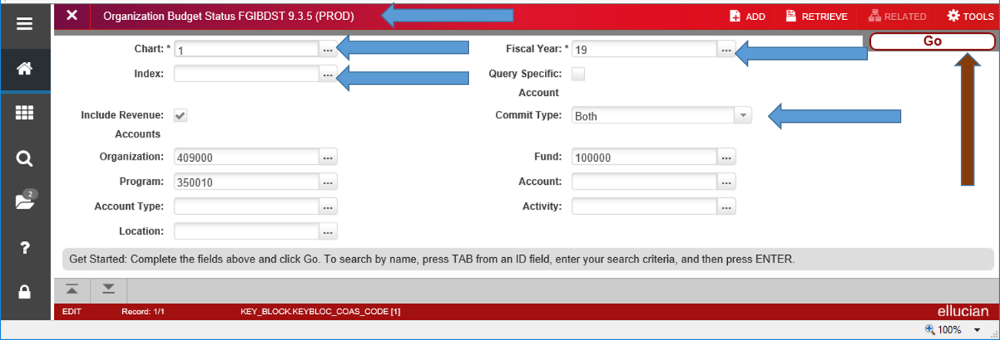 Organization Budget Status FGIBDST 9.3.5 (PROD) ADD RETRIEVE RELATED TOOLS
Go
Chart: * 1 ... Fiscal Year: * 19 ...
Index: ... Query Specific:
Account
Include Revenue: Commit Type: Both
Accounts
Organization: 409000 ... Fund: 100000 ...
Program: 350010 ... Account: ...
Account Type: ... Activity: ...
Location: ...
2
?
Get Started: Complete the fields above and click Go. To search by name, press TAB from an ID field, enter your search criteria, and then press ENTER.
EDIT Record: 1/1 KEY_BLOCK.KEYBLOC_COAS_CODE [1] ellucian
100%